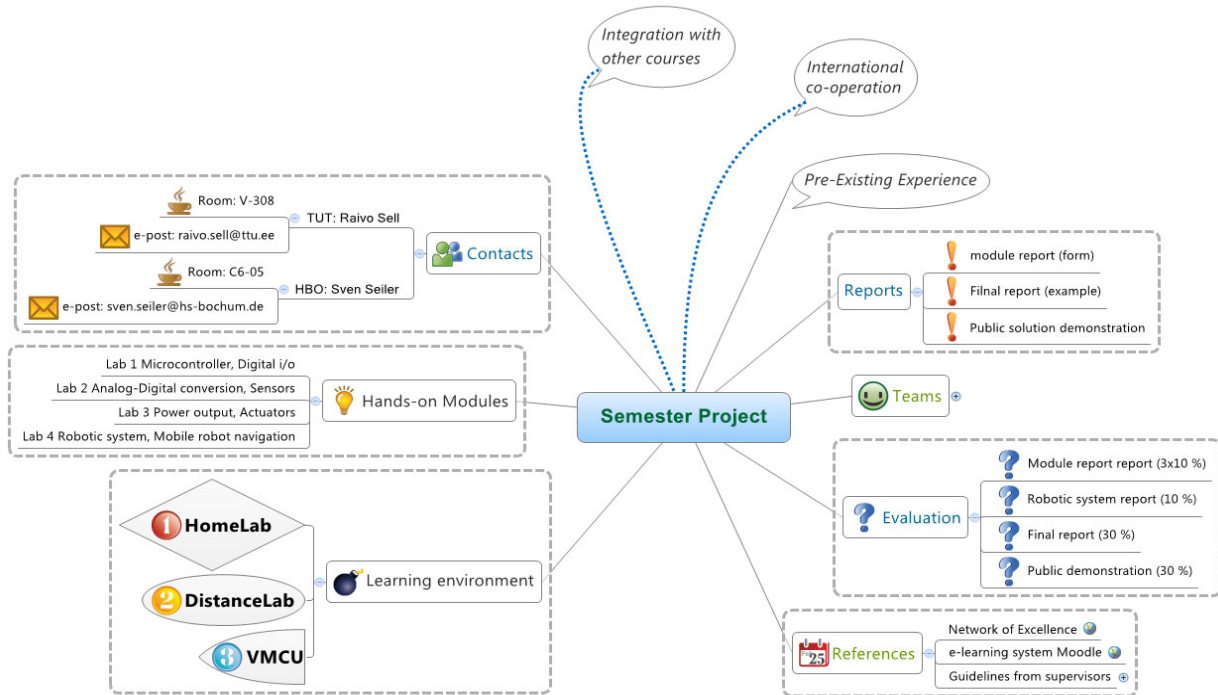 Integration with
other courses
International
co-operation
Pre-Existing Experience
Room: V-308
TUT: Raivo Sell
e-post: raivo.sell@ttu.ee
Contacts
Room: C6-05
HBO: Sven Seiler
e-post: sven.seiler@hs-bochum.de
Reports
module report (form)
Filnal report (example)
Public solution demonstration
Lab 1 Microcontroller, Digital i/o
Lab 2 Analog-Digital conversion, Sensors
Hands-on Modules
Lab 3 Power output, Actuators
Lab 4 Robotic system, Mobile robot navigation
Semester Project
Teams
1 HomeLab
Learning environment
2 DistanceLab
3 VMCU
Evaluation
Module report report (3x10 %)
Robotic system report (10 %)
Final report (30 %)
Public demonstration (30 %)
25
References
Network of Excellence
e-learning system Moodle
Guidelines from supervisors